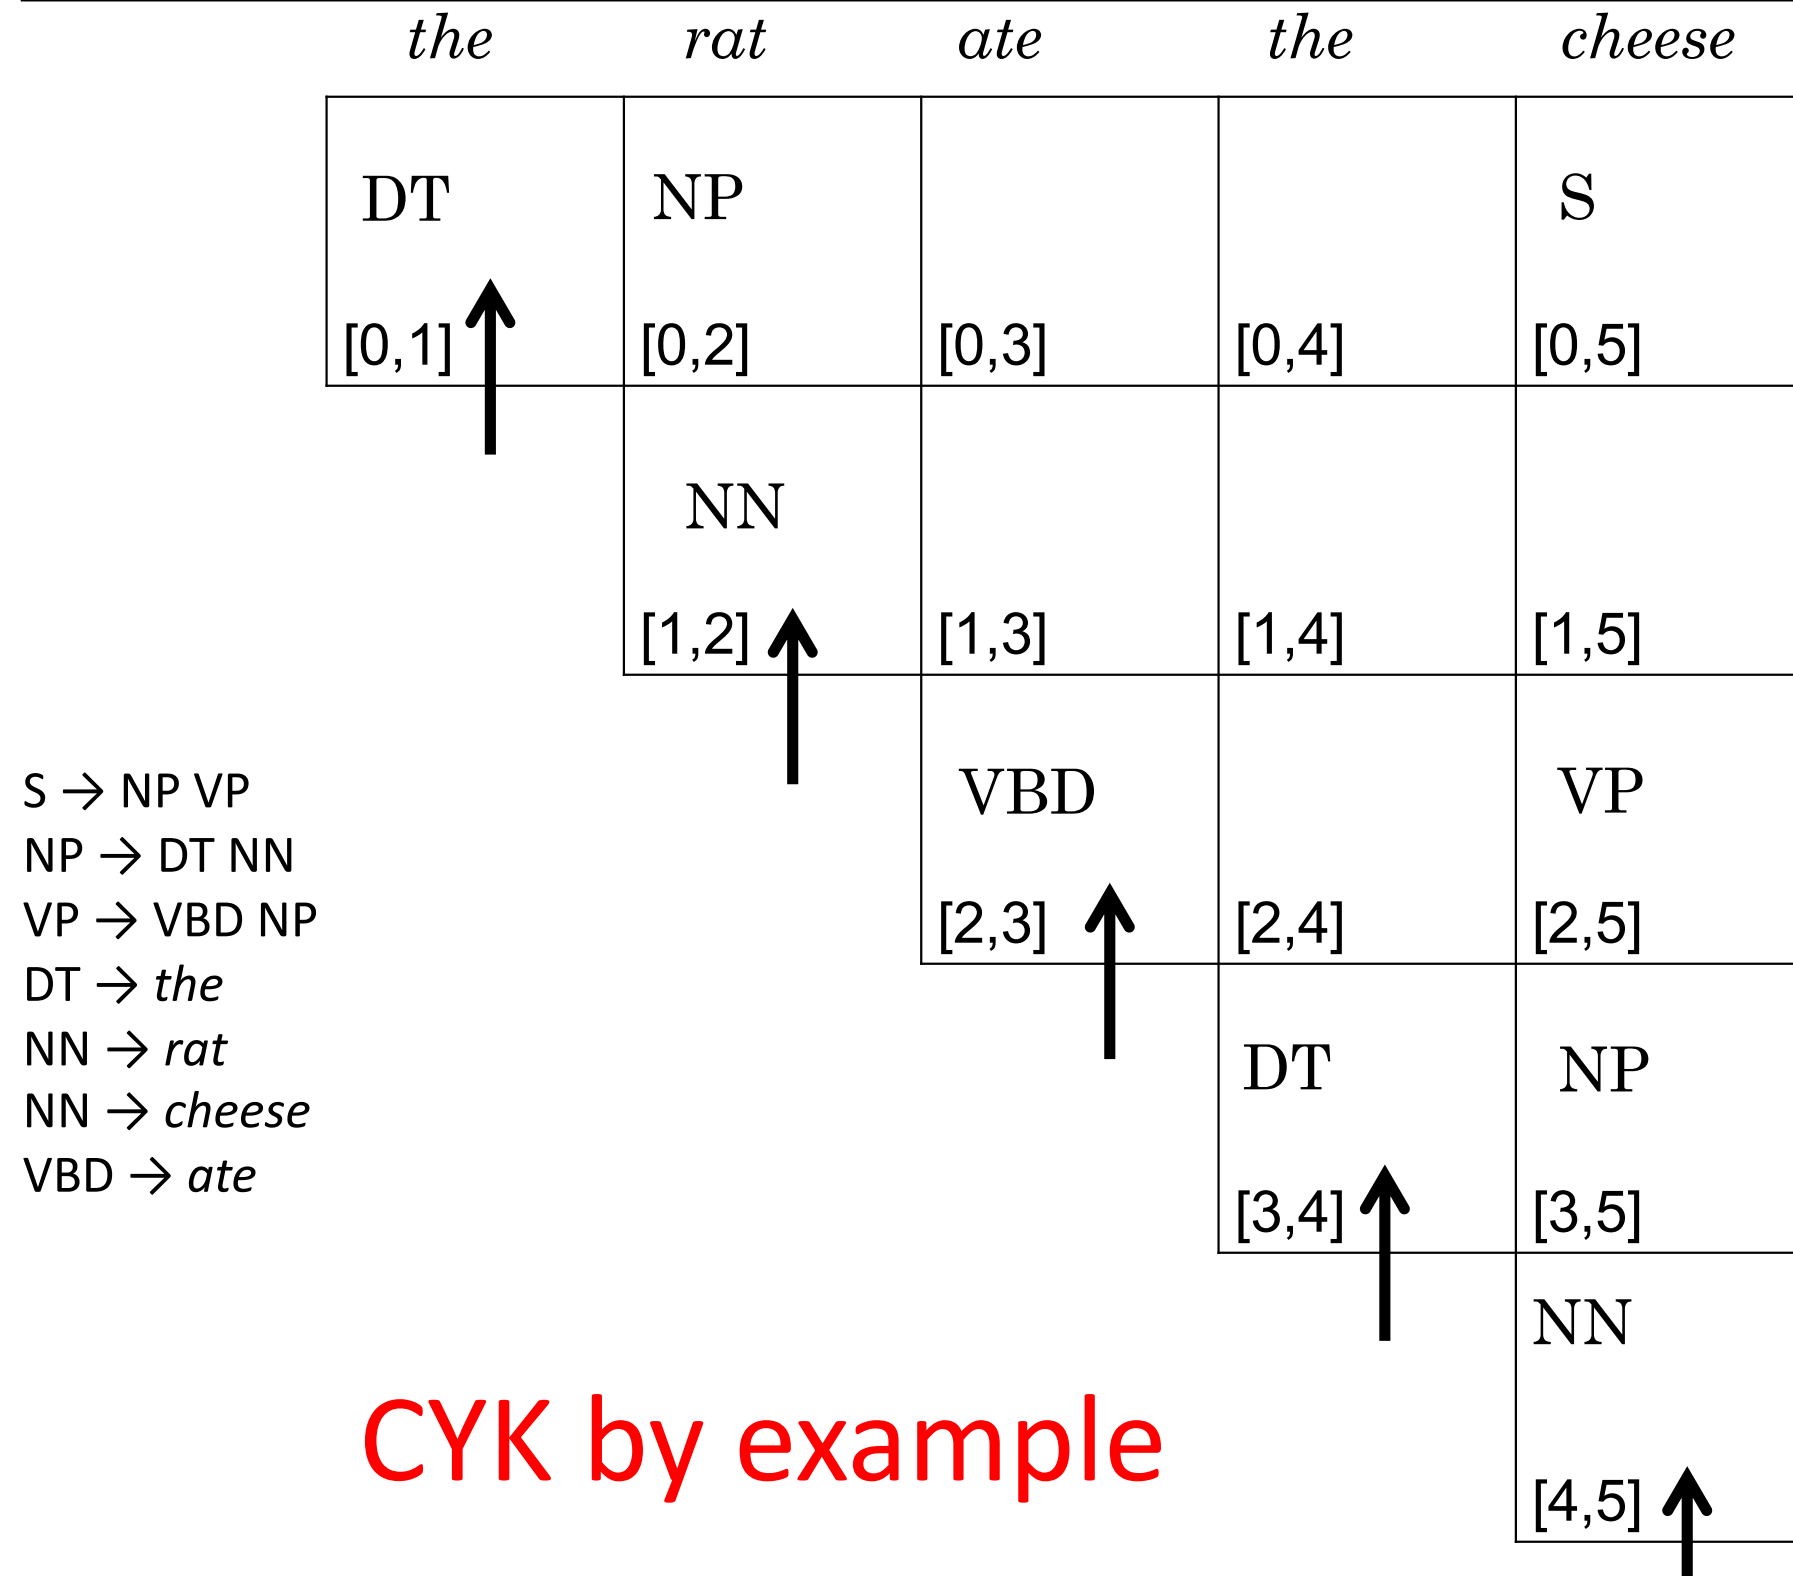 the rat ate the cheese
DT NP S
[0,1] [0,2] [0,3] [0,4] [0,5]
NN
[1,2] [1,3] [1,4] [1,5]
VBD VP
[2,3] [2,4] [2,5]
DT NP
[3,4] [3,5]
NN
[4,5]
S → NP VP
NP → DT NN
VP → VBD NP
DT → the
NN → rat
NN → cheese
VBD → ate
CYK by example